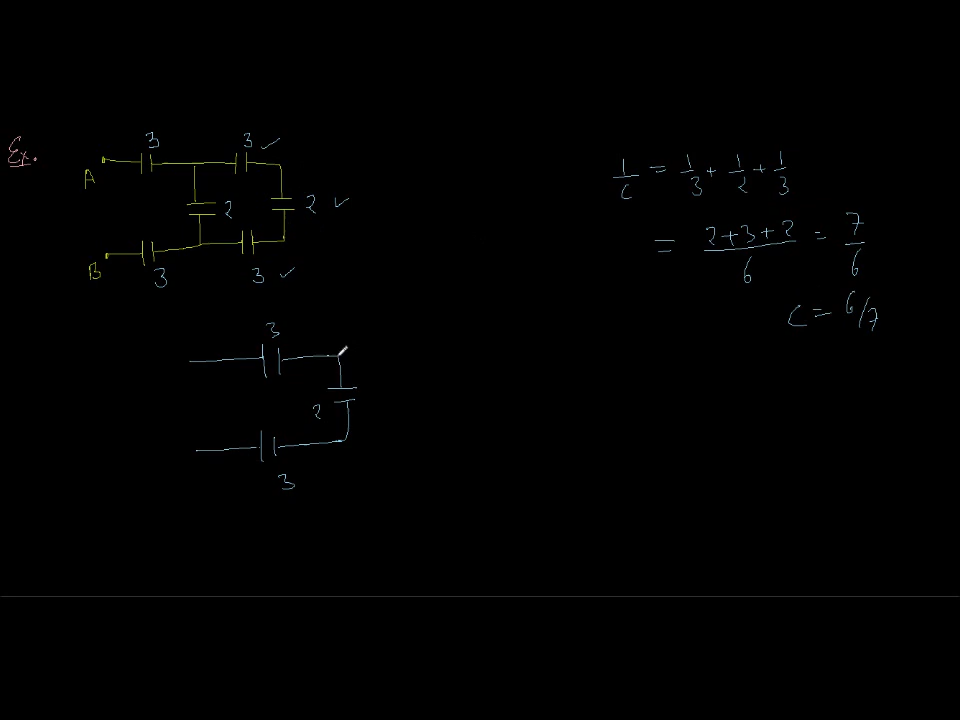 Ex.
3 3 ✓
A
2 2 ✓
B 3 3 ✓
1/C = 1/3 + 1/2 + 1/3
= (2+3+2)/6 = 7/6
C = 6/7
3
2
3